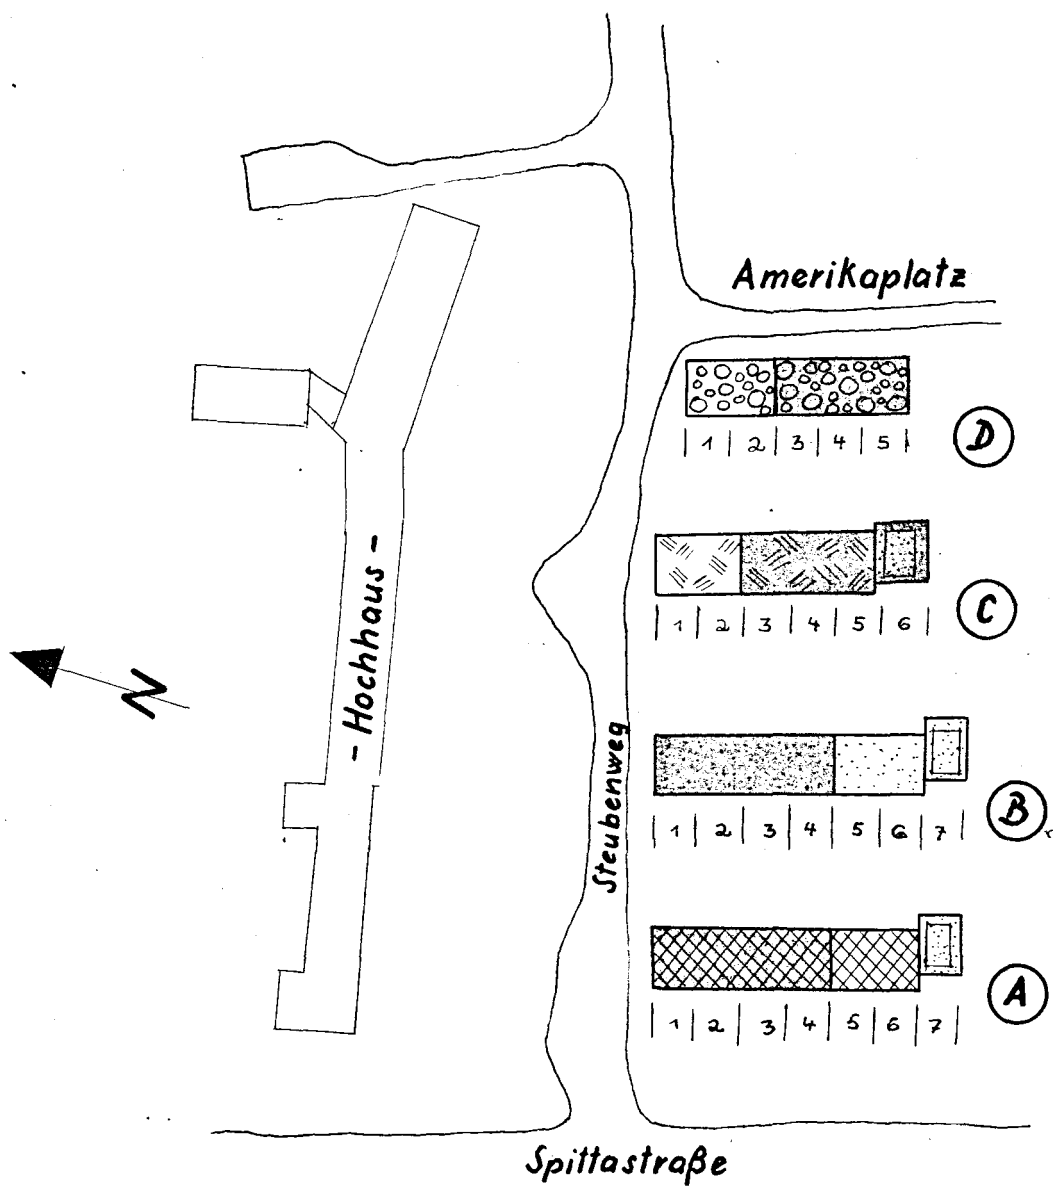 Amerikaplatz
D
1 | 2 | 3 | 4 | 5
C
1 | 2 | 3 | 4 | 5 | 6
- Hochhaus -
N
Steubenweg
B
1 | 2 | 3 | 4 | 5 | 6 | 7
A
1 | 2 | 3 | 4 | 5 | 6 | 7
Spittastraße